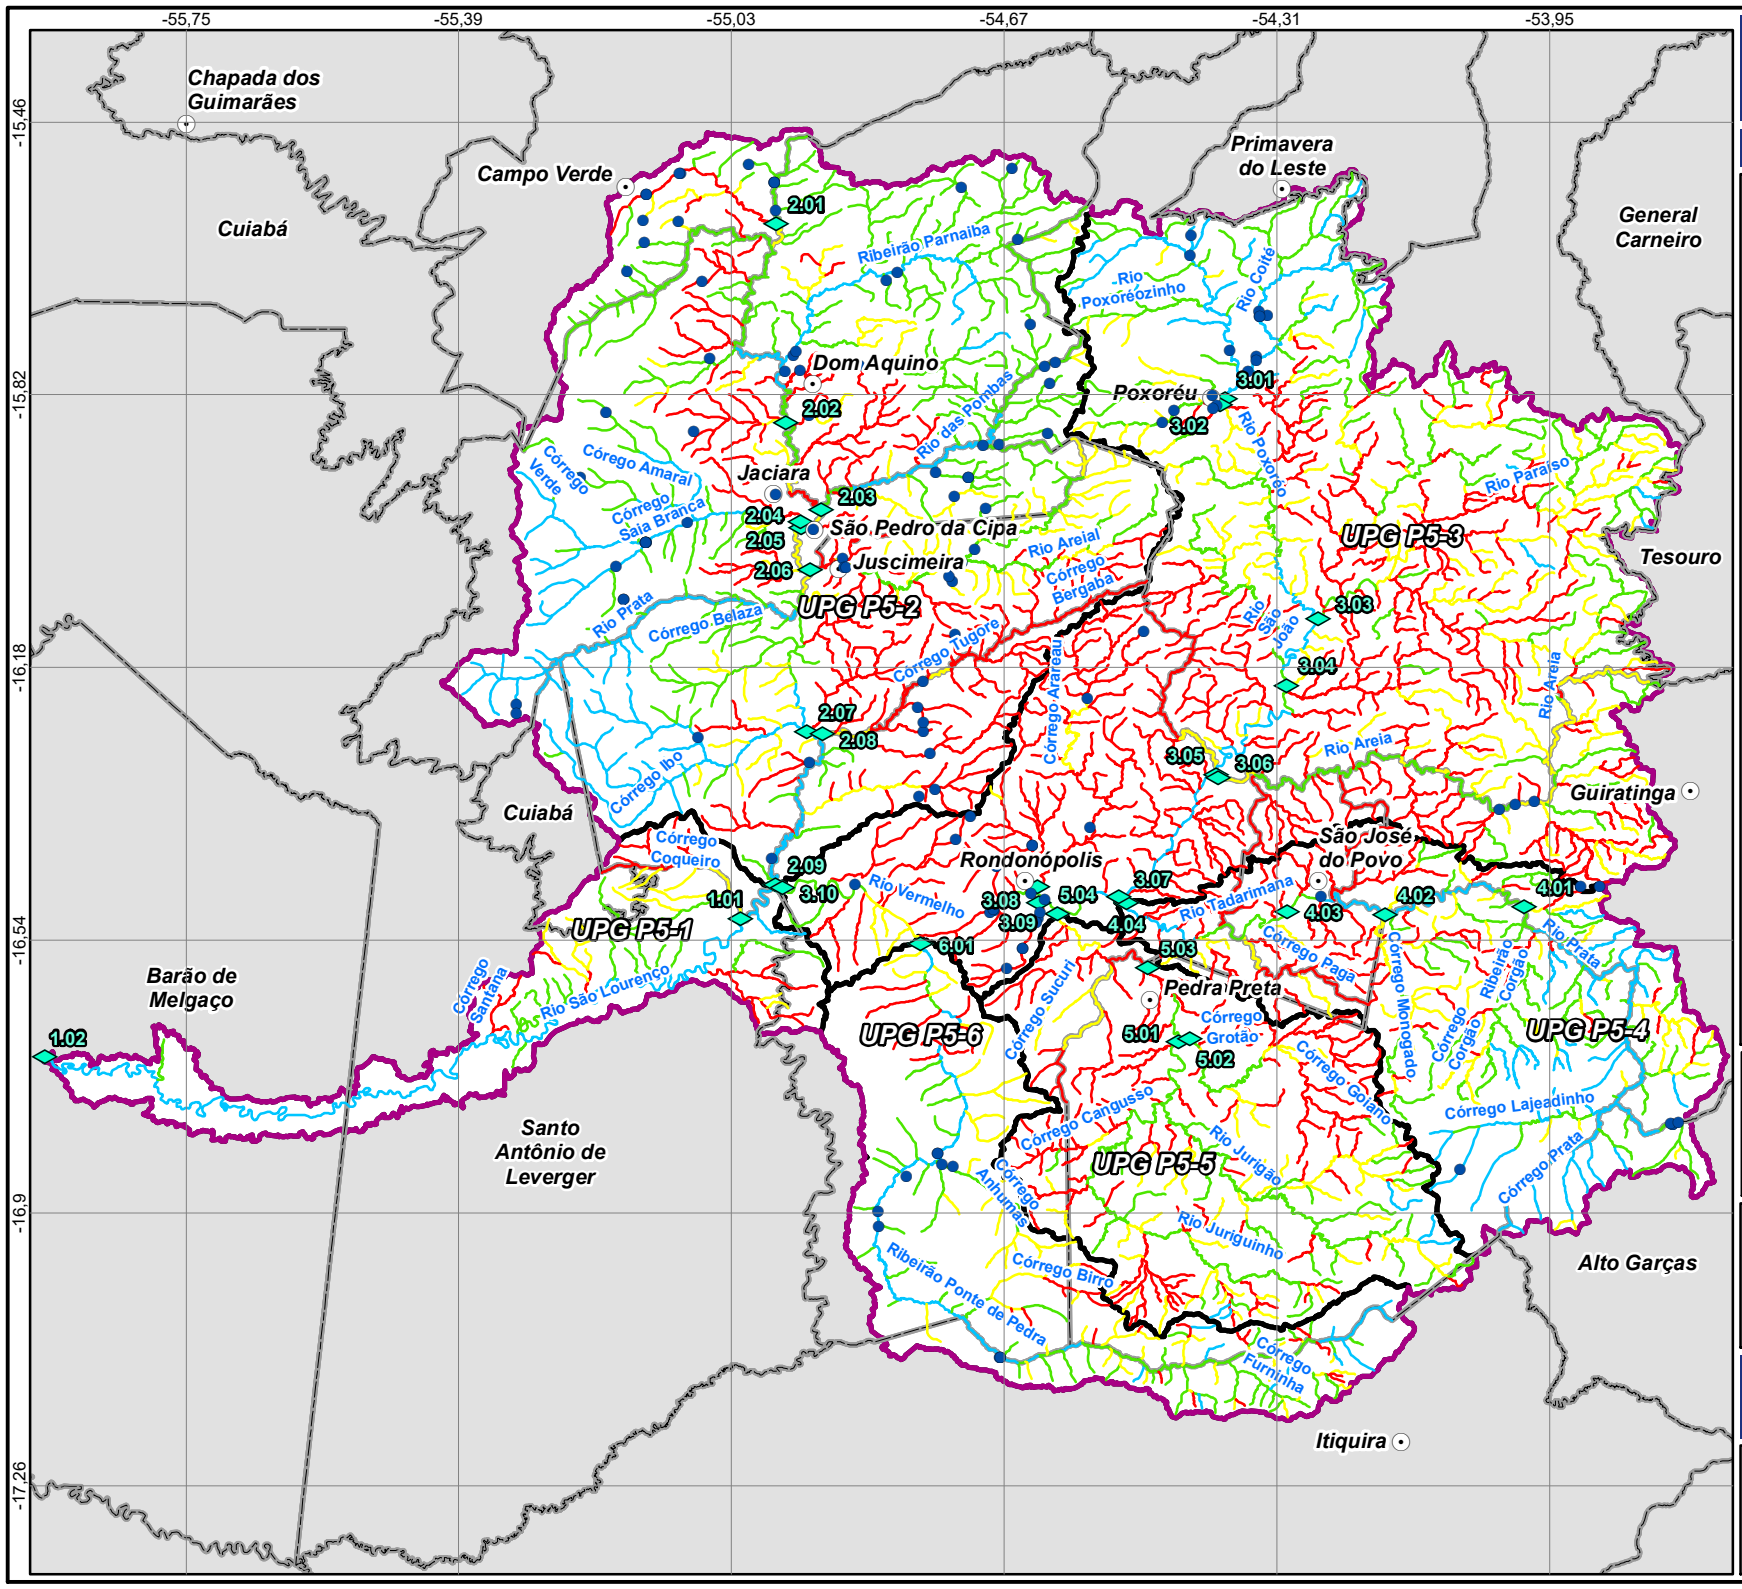 -55,75
-55,39
-55,03
-54,67
-54,31
-53,95
-15,46
-15,82
-16,18
-16,54
-16,9
-17,26
Chapada dos
Guimarães
Campo Verde
Primavera
do Leste
Cuiabá
General
Carneiro
2.01
Ribeirão Parnaiba
Rio
Poxoréozinho
Rio Coité
Dom Aquino
2.02
Poxoréu
3.01
3.02
Rio das Pombas
Rio Poxoréo
Córego Amaral
Córrego
Verde
Jaciara
Córrego
Saia Branca
2.03
2.04
2.05
São Pedro da Cipa
2.06
Juscimeira
Rio Areial
Córrego
Bergaba
Rio Paraíso
UPG P5-3
Tesouro
UPG P5-2
Rio Prata
Córrego Belaza
Córrego Tugore
Córrego Arareau
Rio
São
João
3.03
3.04
Rio Areia
2.07
2.08
Córrego Ibo
3.05
3.06
Rio Areia
Guiratinga
Cuiabá
Córrego
Coqueiro
São José
do Povo
Rondonópolis
2.09
3.10
1.01
Rio Vermelho
3.08
3.09
5.04
3.07
4.04
Rio Tadarimana
4.03
4.02
4.01
UPG P5-1
6.01
5.03
Córrego Paga
Rio Prata
Ribeirão
Corgão
Córrego
Corgão
Córrego Monogado
Barão de
Melgaço
Córrego
Santana
Rio São Lourenço
Córrego Sucuri
Pedra Preta
UPG P5-6
5.01
Córrego
Grotão
5.02
UPG P5-4
1.02
Córrego Goiano
Córrego Lajeadinho
Córrego Cangusso
Santo
Antônio de
Leverger
Rio Jurigão
UPG P5-5
Córrego Prata
Córrego
Anhumas
Rio Juriguinho
Ribeirão Ponte de Pedra
Córrego Birro
Alto Garças
Córrego
Furninha
Itiquira